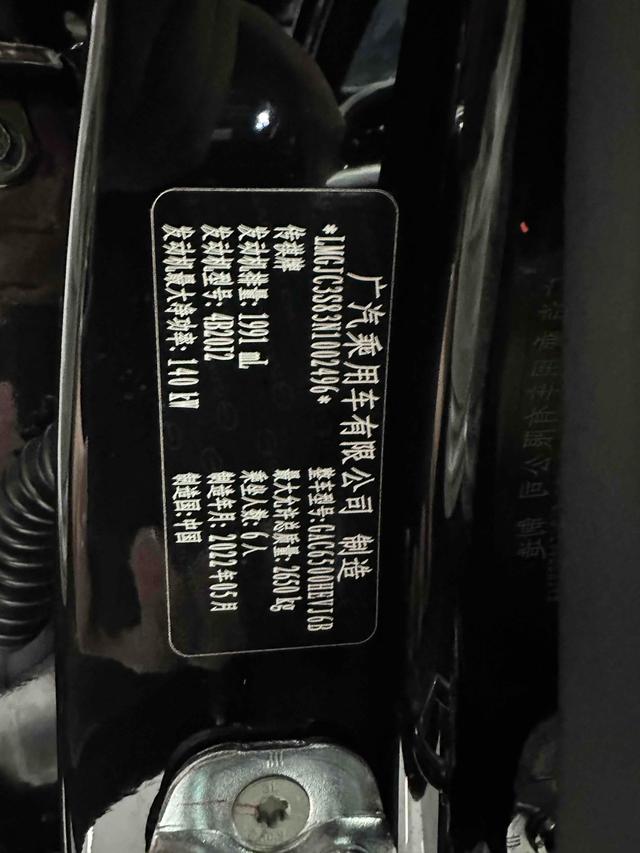 广汽乘用车有限公司 制造
*LMGJC3S83N1002496* 整车型号:GAC6500HEVJ6B
传祺牌 最大允许总质量: 2650 kg
发动机排量: 1991 mL 乘坐人数: 6人
发动机型号: 4B20J2 制造年月: 2022年05月
发动机最大净功率: 140 kW 制造国: 中国